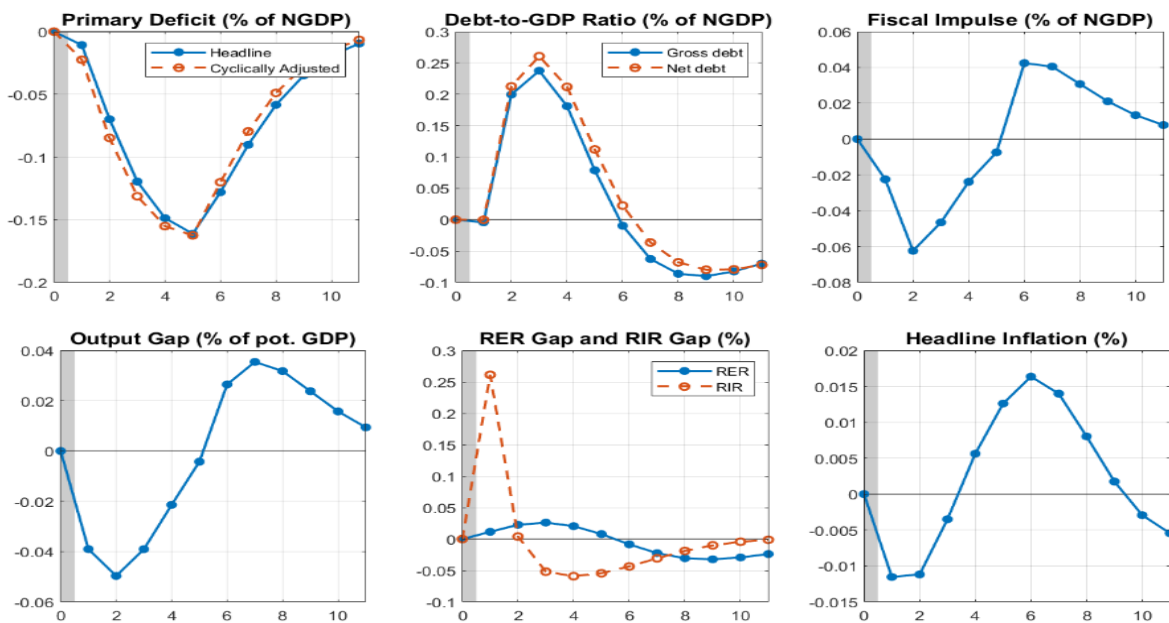 Primary Deficit (% of NGDP)
0
-0.05
-0.1
-0.15
-0.2
0 2 4 6 8 10
Headline
Cyclically Adjusted
Debt-to-GDP Ratio (% of NGDP)
0.3
0.25
0.2
0.15
0.1
0.05
0
-0.05
-0.1
0 2 4 6 8 10
Gross debt
Net debt
Fiscal Impulse (% of NGDP)
0.06
0.04
0.02
0
-0.02
-0.04
-0.06
-0.08
0 2 4 6 8 10
Output Gap (% of pot. GDP)
0.04
0.02
0
-0.02
-0.04
-0.06
0 2 4 6 8 10
RER Gap and RIR Gap (%)
0.3
0.25
0.2
0.15
0.1
0.05
0
-0.05
-0.1
0 2 4 6 8 10
RER
RIR
Headline Inflation (%)
0.02
0.015
0.01
0.005
0
-0.005
-0.01
-0.015
0 2 4 6 8 10